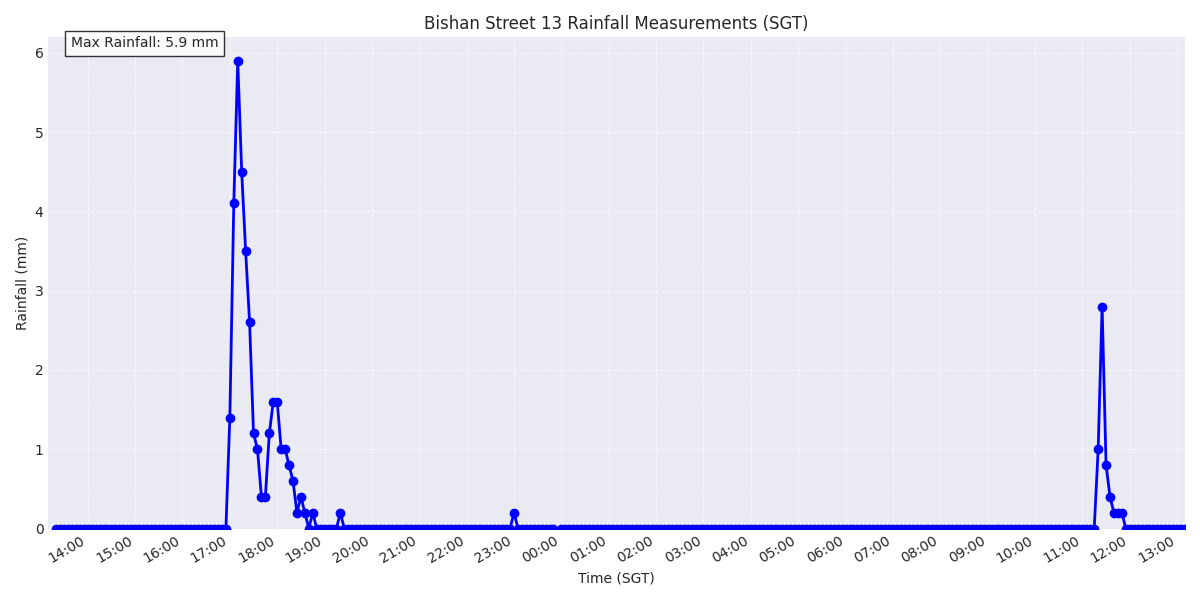 Bishan Street 13 Rainfall Measurements (SGT)
Max Rainfall: 5.9 mm
6
5
4
3
2
1
0
Rainfall (mm)
14:00 15:00 16:00 17:00 18:00 19:00 20:00 21:00 22:00 23:00 00:00 01:00 02:00 03:00 04:00 05:00 06:00 07:00 08:00 09:00 10:00 11:00 12:00 13:00
Time (SGT)